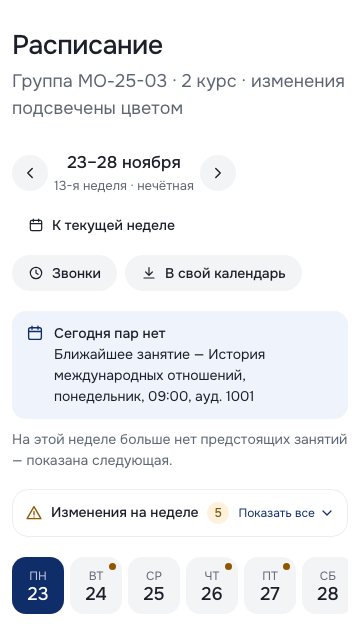 Расписание
Группа МО-25-03 · 2 курс · изменения
подсвечены цветом
23–28 ноября
13-я неделя · нечётная
К текущей неделе
Звонки
В свой календарь
Сегодня пар нет
Ближайшее занятие — История
международных отношений,
понедельник, 09:00, ауд. 1001
На этой неделе больше нет предстоящих занятий
— показана следующая.
Изменения на неделе 5 Показать все
ПН ВТ СР ЧТ ПТ СБ
23 24 25 26 27 28